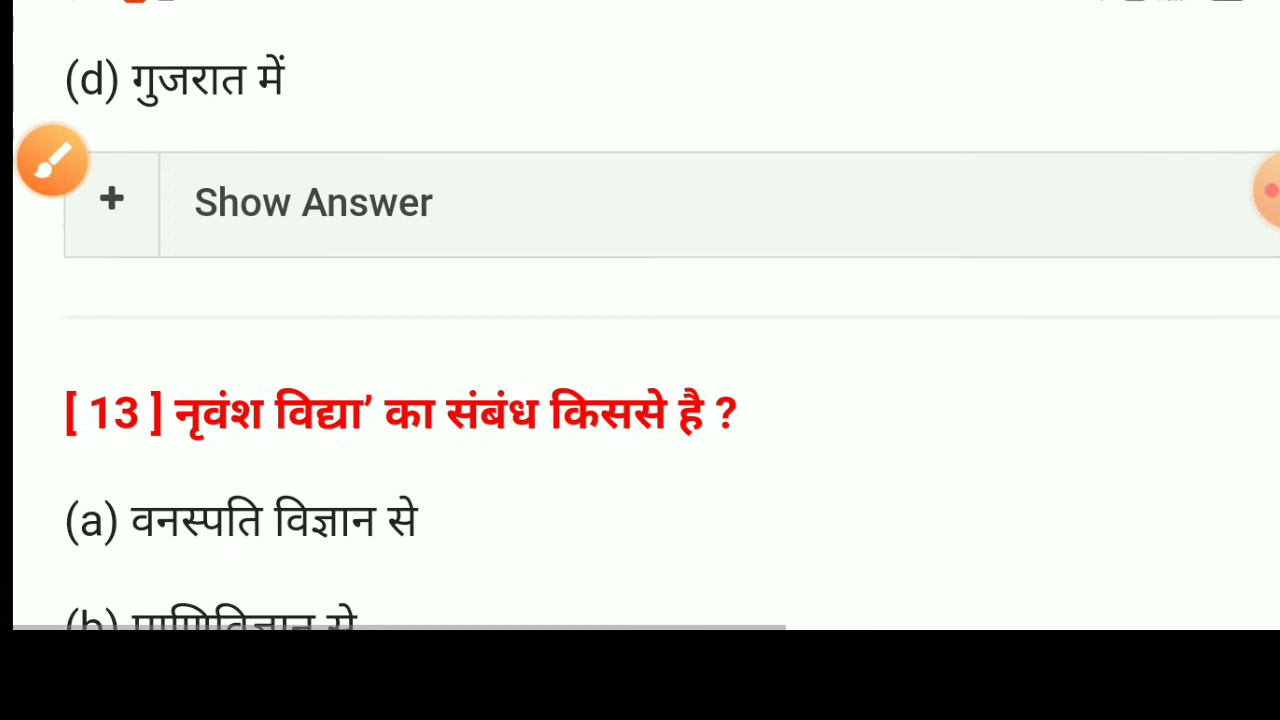 (d) गुजरात में
+ Show Answer
[ 13 ] नृवंश विद्या’ का संबंध किससे है ?
(a) वनस्पति विज्ञान से
(b) प्राणिविज्ञान से